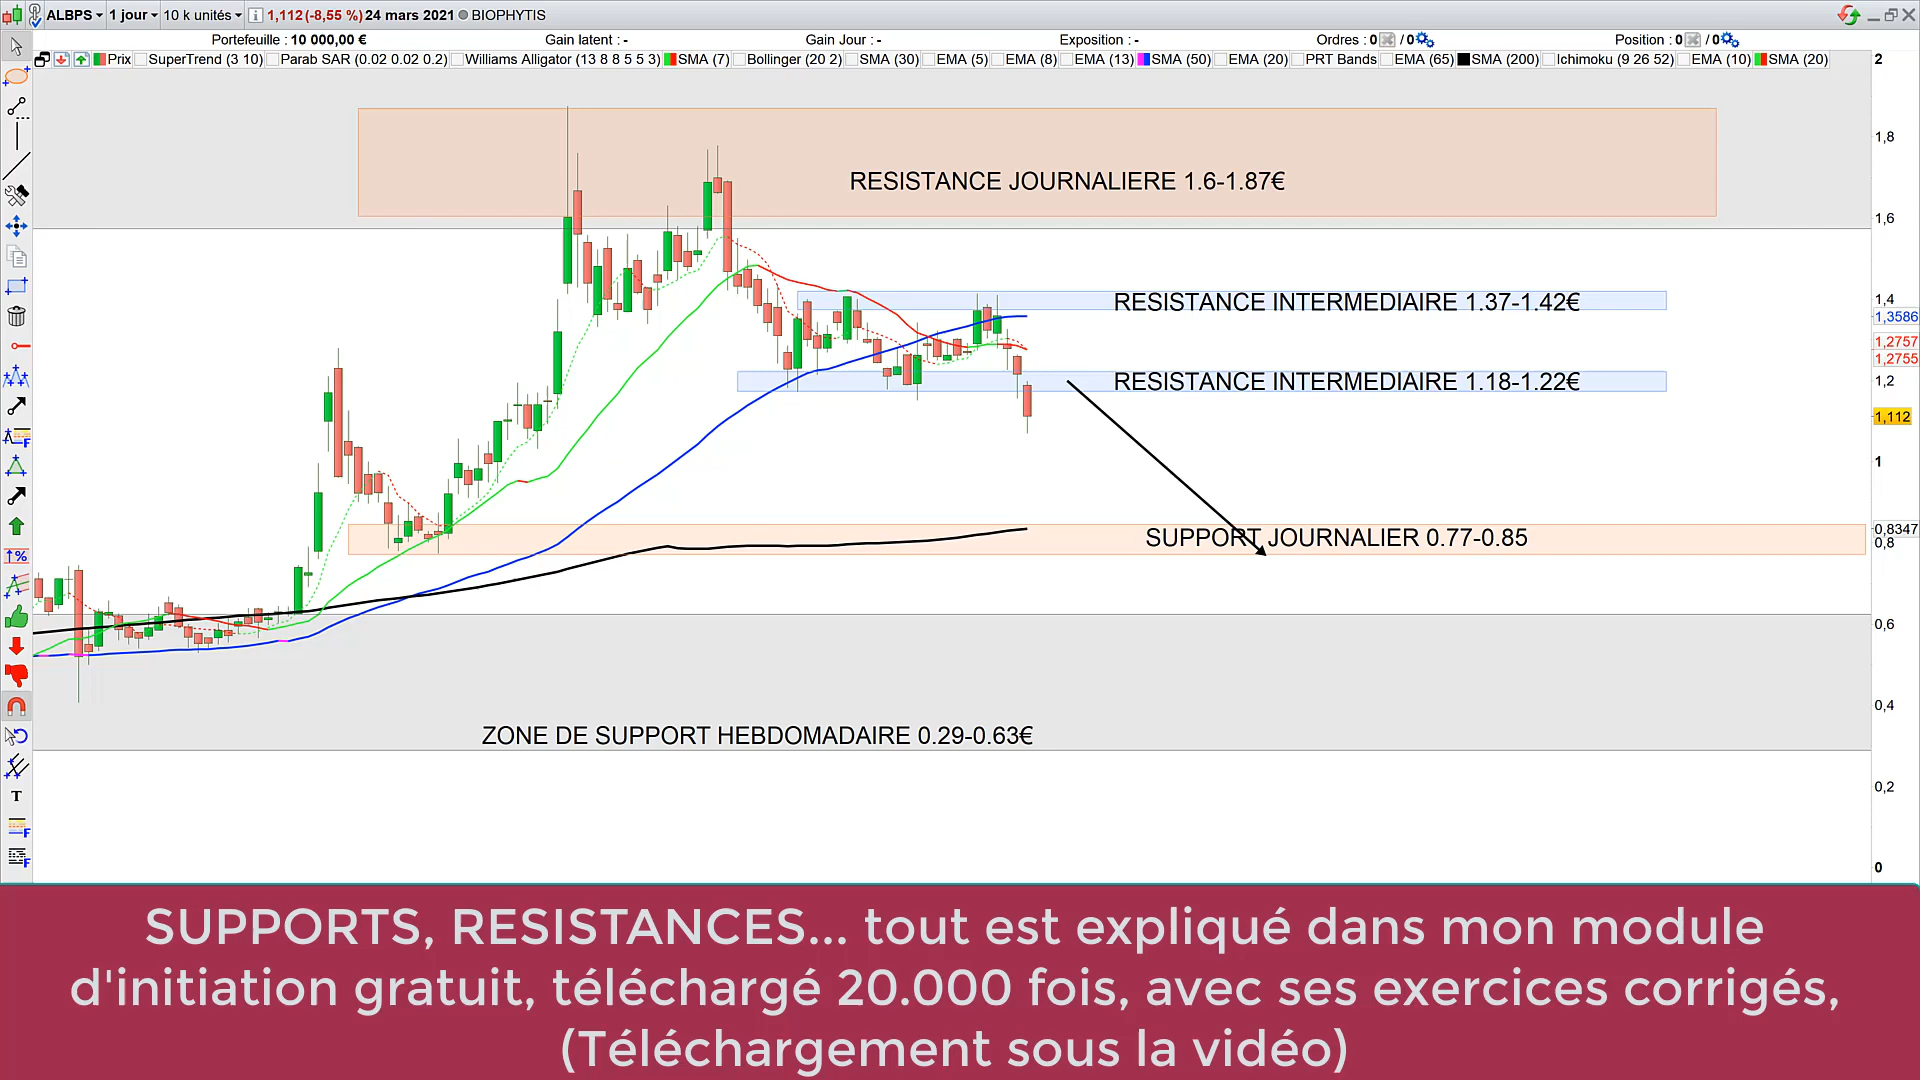 ALBPS 1 jour 10 k unités 1,112 (-8,55 %) 24 mars 2021 BIOPHYTIS
Portefeuille : 10 000,00 € Gain latent : - Gain Jour : - Exposition : - Ordres : 0 / 0 Position : 0 / 0
Prix SuperTrend (3 10) Parab SAR (0.02 0.02 0.2) Williams Alligator (13 8 8 5 5 3) SMA (7) Bollinger (20 2) SMA (30) EMA (5) EMA (8) EMA (13) SMA (50) EMA (20) PRT Bands EMA (65) SMA (200) Ichimoku (9 26 52) EMA (10) SMA (20)
2
1,8
RESISTANCE JOURNALIERE 1.6-1.87€
1,6
1,4
RESISTANCE INTERMEDIAIRE 1.37-1.42€
1,3586
1,2757
1,2755
1,2
RESISTANCE INTERMEDIAIRE 1.18-1.22€
1,112
1
0,8347
SUPPORT JOURNALIER 0.77-0.85
0,8
0,6
0,4
ZONE DE SUPPORT HEBDOMADAIRE 0.29-0.63€
0,2
0
SUPPORTS, RESISTANCES... tout est expliqué dans mon module
d'initiation gratuit, téléchargé 20.000 fois, avec ses exercices corrigés,
(Téléchargement sous la vidéo)